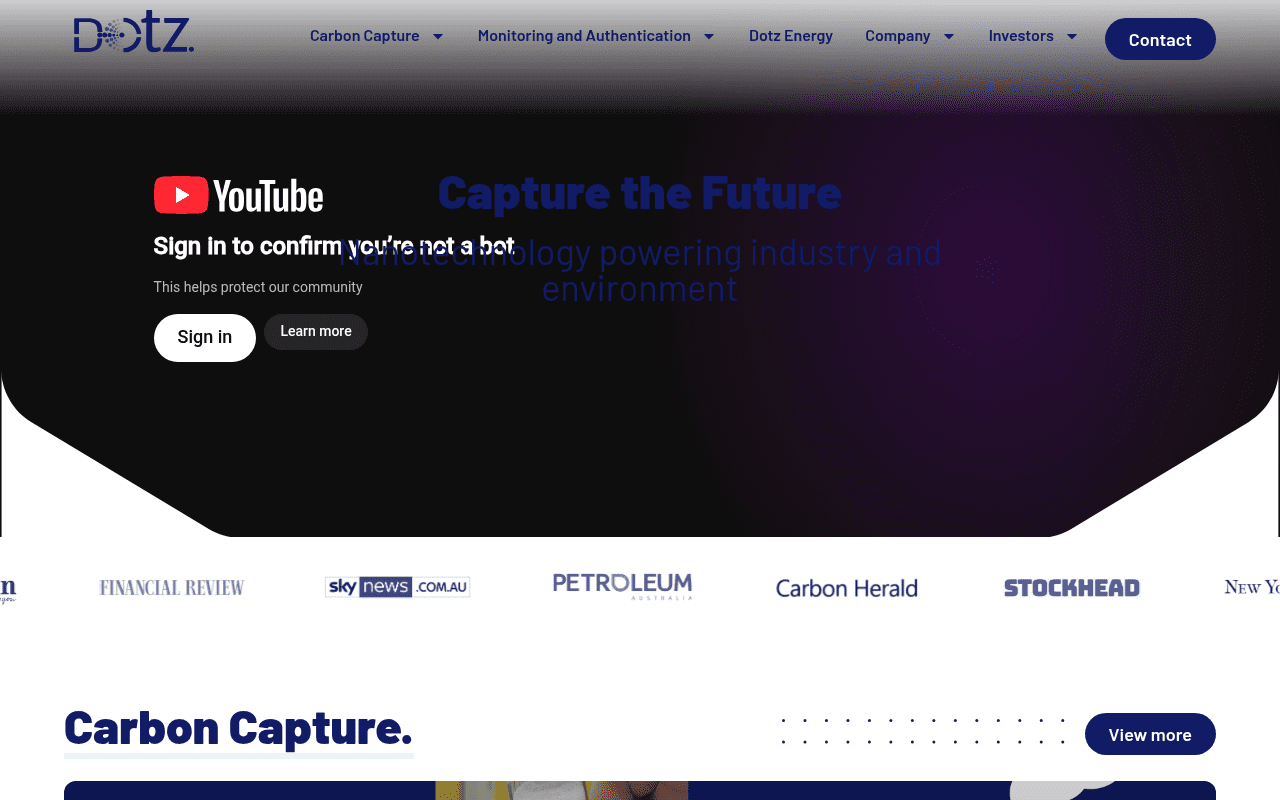 Dotz.
Carbon Capture
Monitoring and Authentication
Dotz Energy
Company
Investors
Contact
YouTube
Capture the Future
Sign in to confirm you're not a bot
Nanotechnology powering industry and
environment
This helps protect our community
Sign in
Learn more
FINANCIAL REVIEW
sky news .COM.AU
PETROLEUM
AUSTRALIA
Carbon Herald
STOCKHEAD
NEW
Carbon Capture.
View more